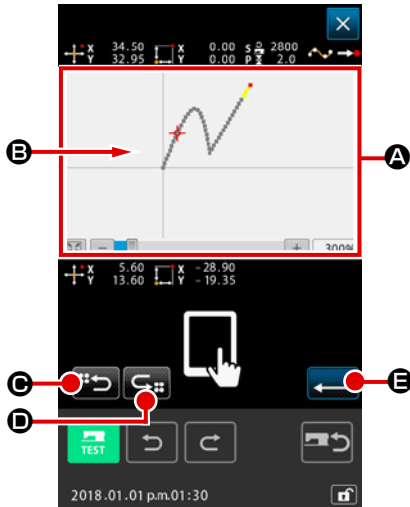 X 34.50 X 0.00 S 2800
Y 32.95 Y 0.00 P 2.0
A
B
300%
X 5.60 X -28.90
Y 13.60 Y -19.35
C
D
E
TEST
2018.01.01 p.m.01:30